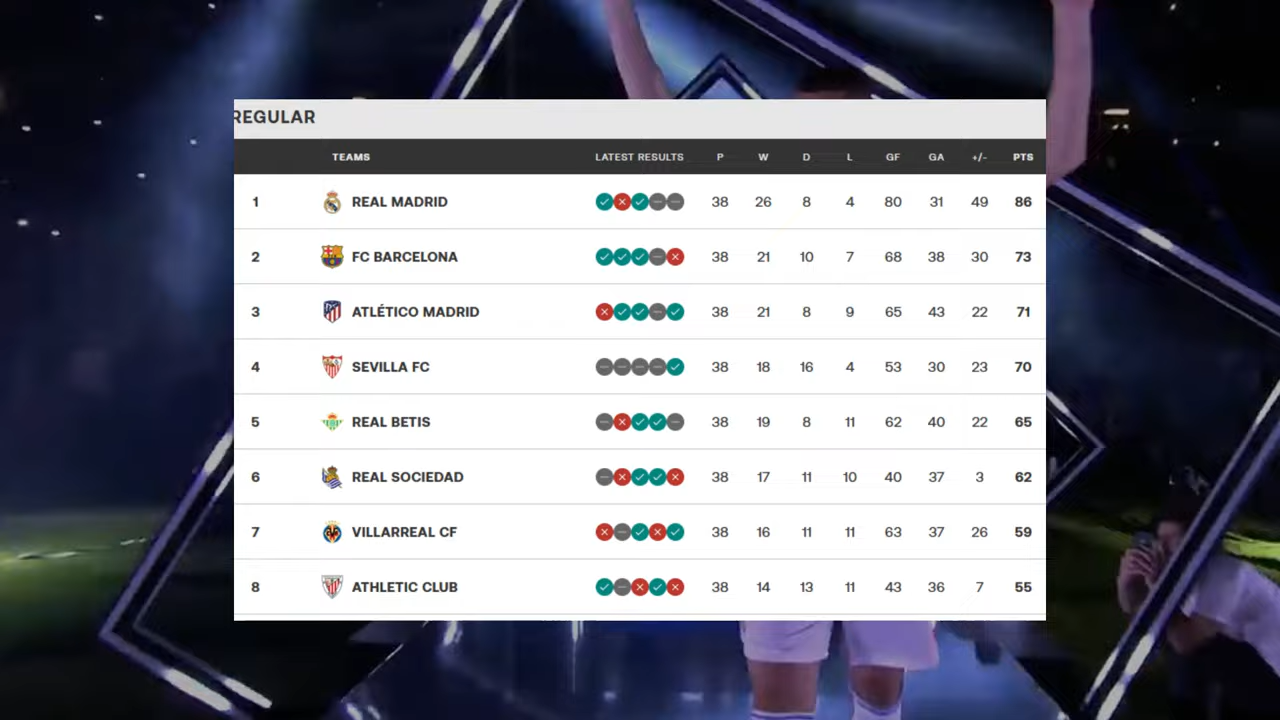 REGULAR
TEAMS LATEST RESULTS P W D L GF GA +/- PTS
1 REAL MADRID 38 26 8 4 80 31 49 86
2 FC BARCELONA 38 21 10 7 68 38 30 73
3 ATLÉTICO MADRID 38 21 8 9 65 43 22 71
4 SEVILLA FC 38 18 16 4 53 30 23 70
5 REAL BETIS 38 19 8 11 62 40 22 65
6 REAL SOCIEDAD 38 17 11 10 40 37 3 62
7 VILLARREAL CF 38 16 11 11 63 37 26 59
8 ATHLETIC CLUB 38 14 13 11 43 36 7 55